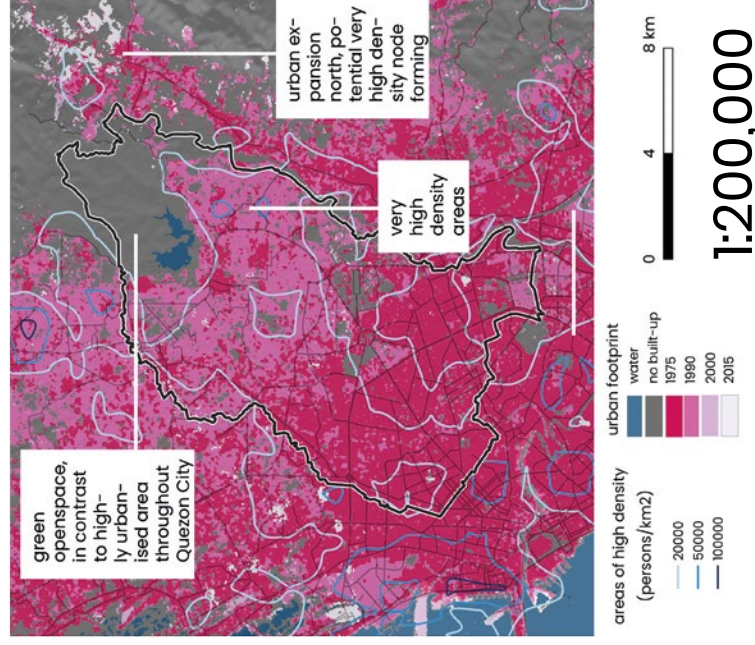 green
openspace,
in contrast
to high-
ly urban-
ised area
throughout
Quezon City
urban ex-
pansion
north, po-
tential very
high den-
sity node
forming
very
high
density
areas
areas of high density
(persons/km2)
20000
500000
100000
urban footprint
water
no built-up
1975
1990
2000
2015
0
4
8 km
1:200,000